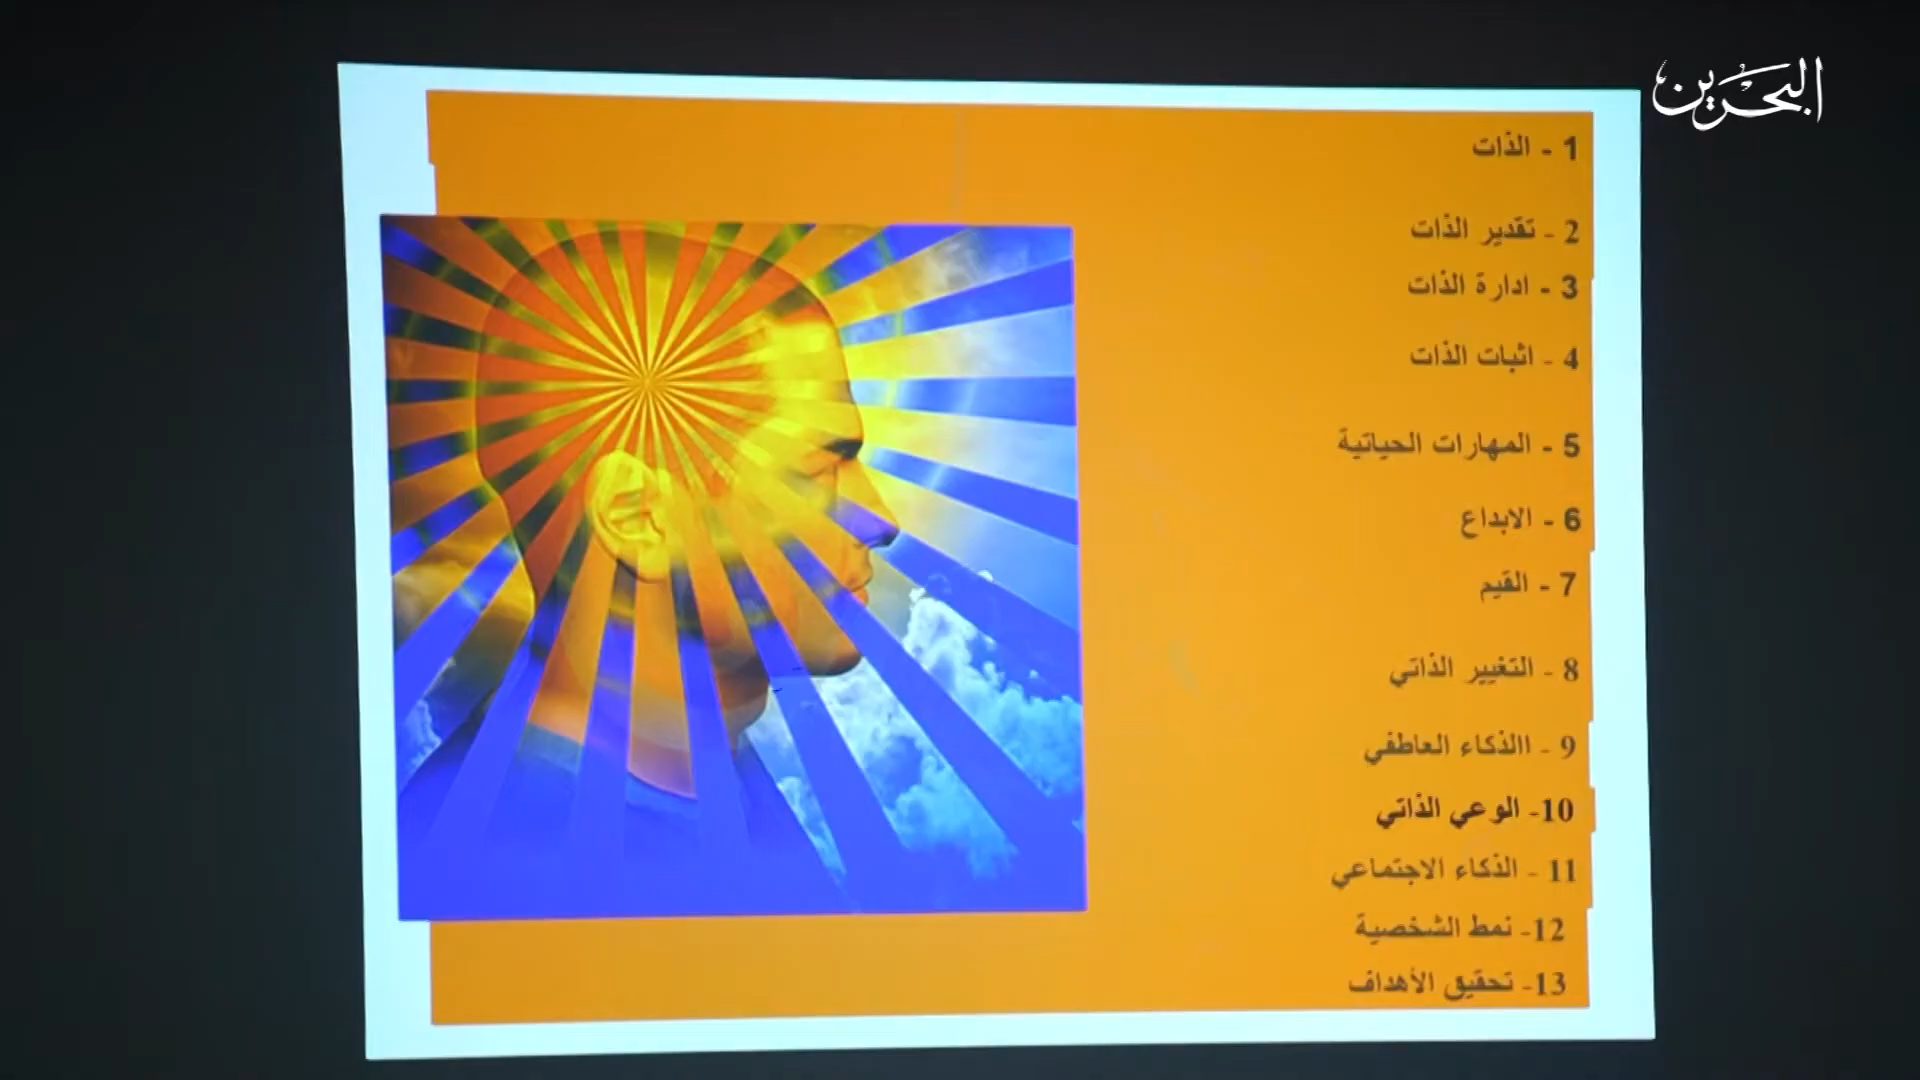 البحرين
1 - الذات
2 - تقدير الذات
3 - ادارة الذات
4 - اثبات الذات
5 - المهارات الحياتية
6 - الابداع
7 - القيم
8 - التغيير الذاتي
9 - االذكاء العاطفي
10- الوعي الذاتي
11 - الذكاء الاجتماعي
12- نمط الشخصية
13- تحقيق الأهداف